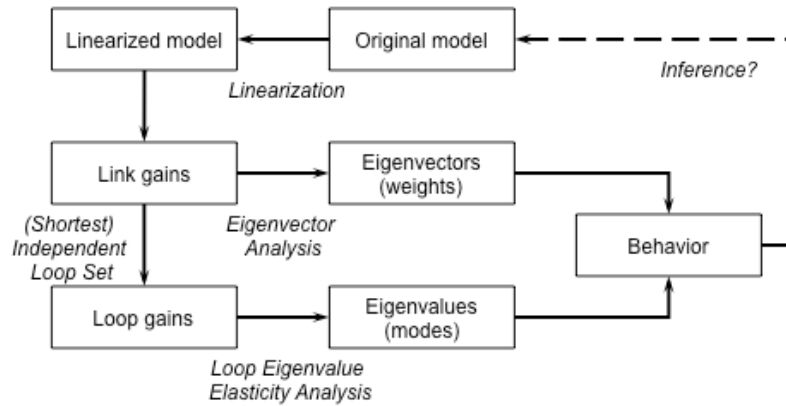 Linearized model
Original model
Linearization
Inference?
Link gains
Eigenvectors
(weights)
(Shortest)
Independent
Loop Set
Eigenvector
Analysis
Behavior
Loop gains
Eigenvalues
(modes)
Loop Eigenvalue
Elasticity Analysis